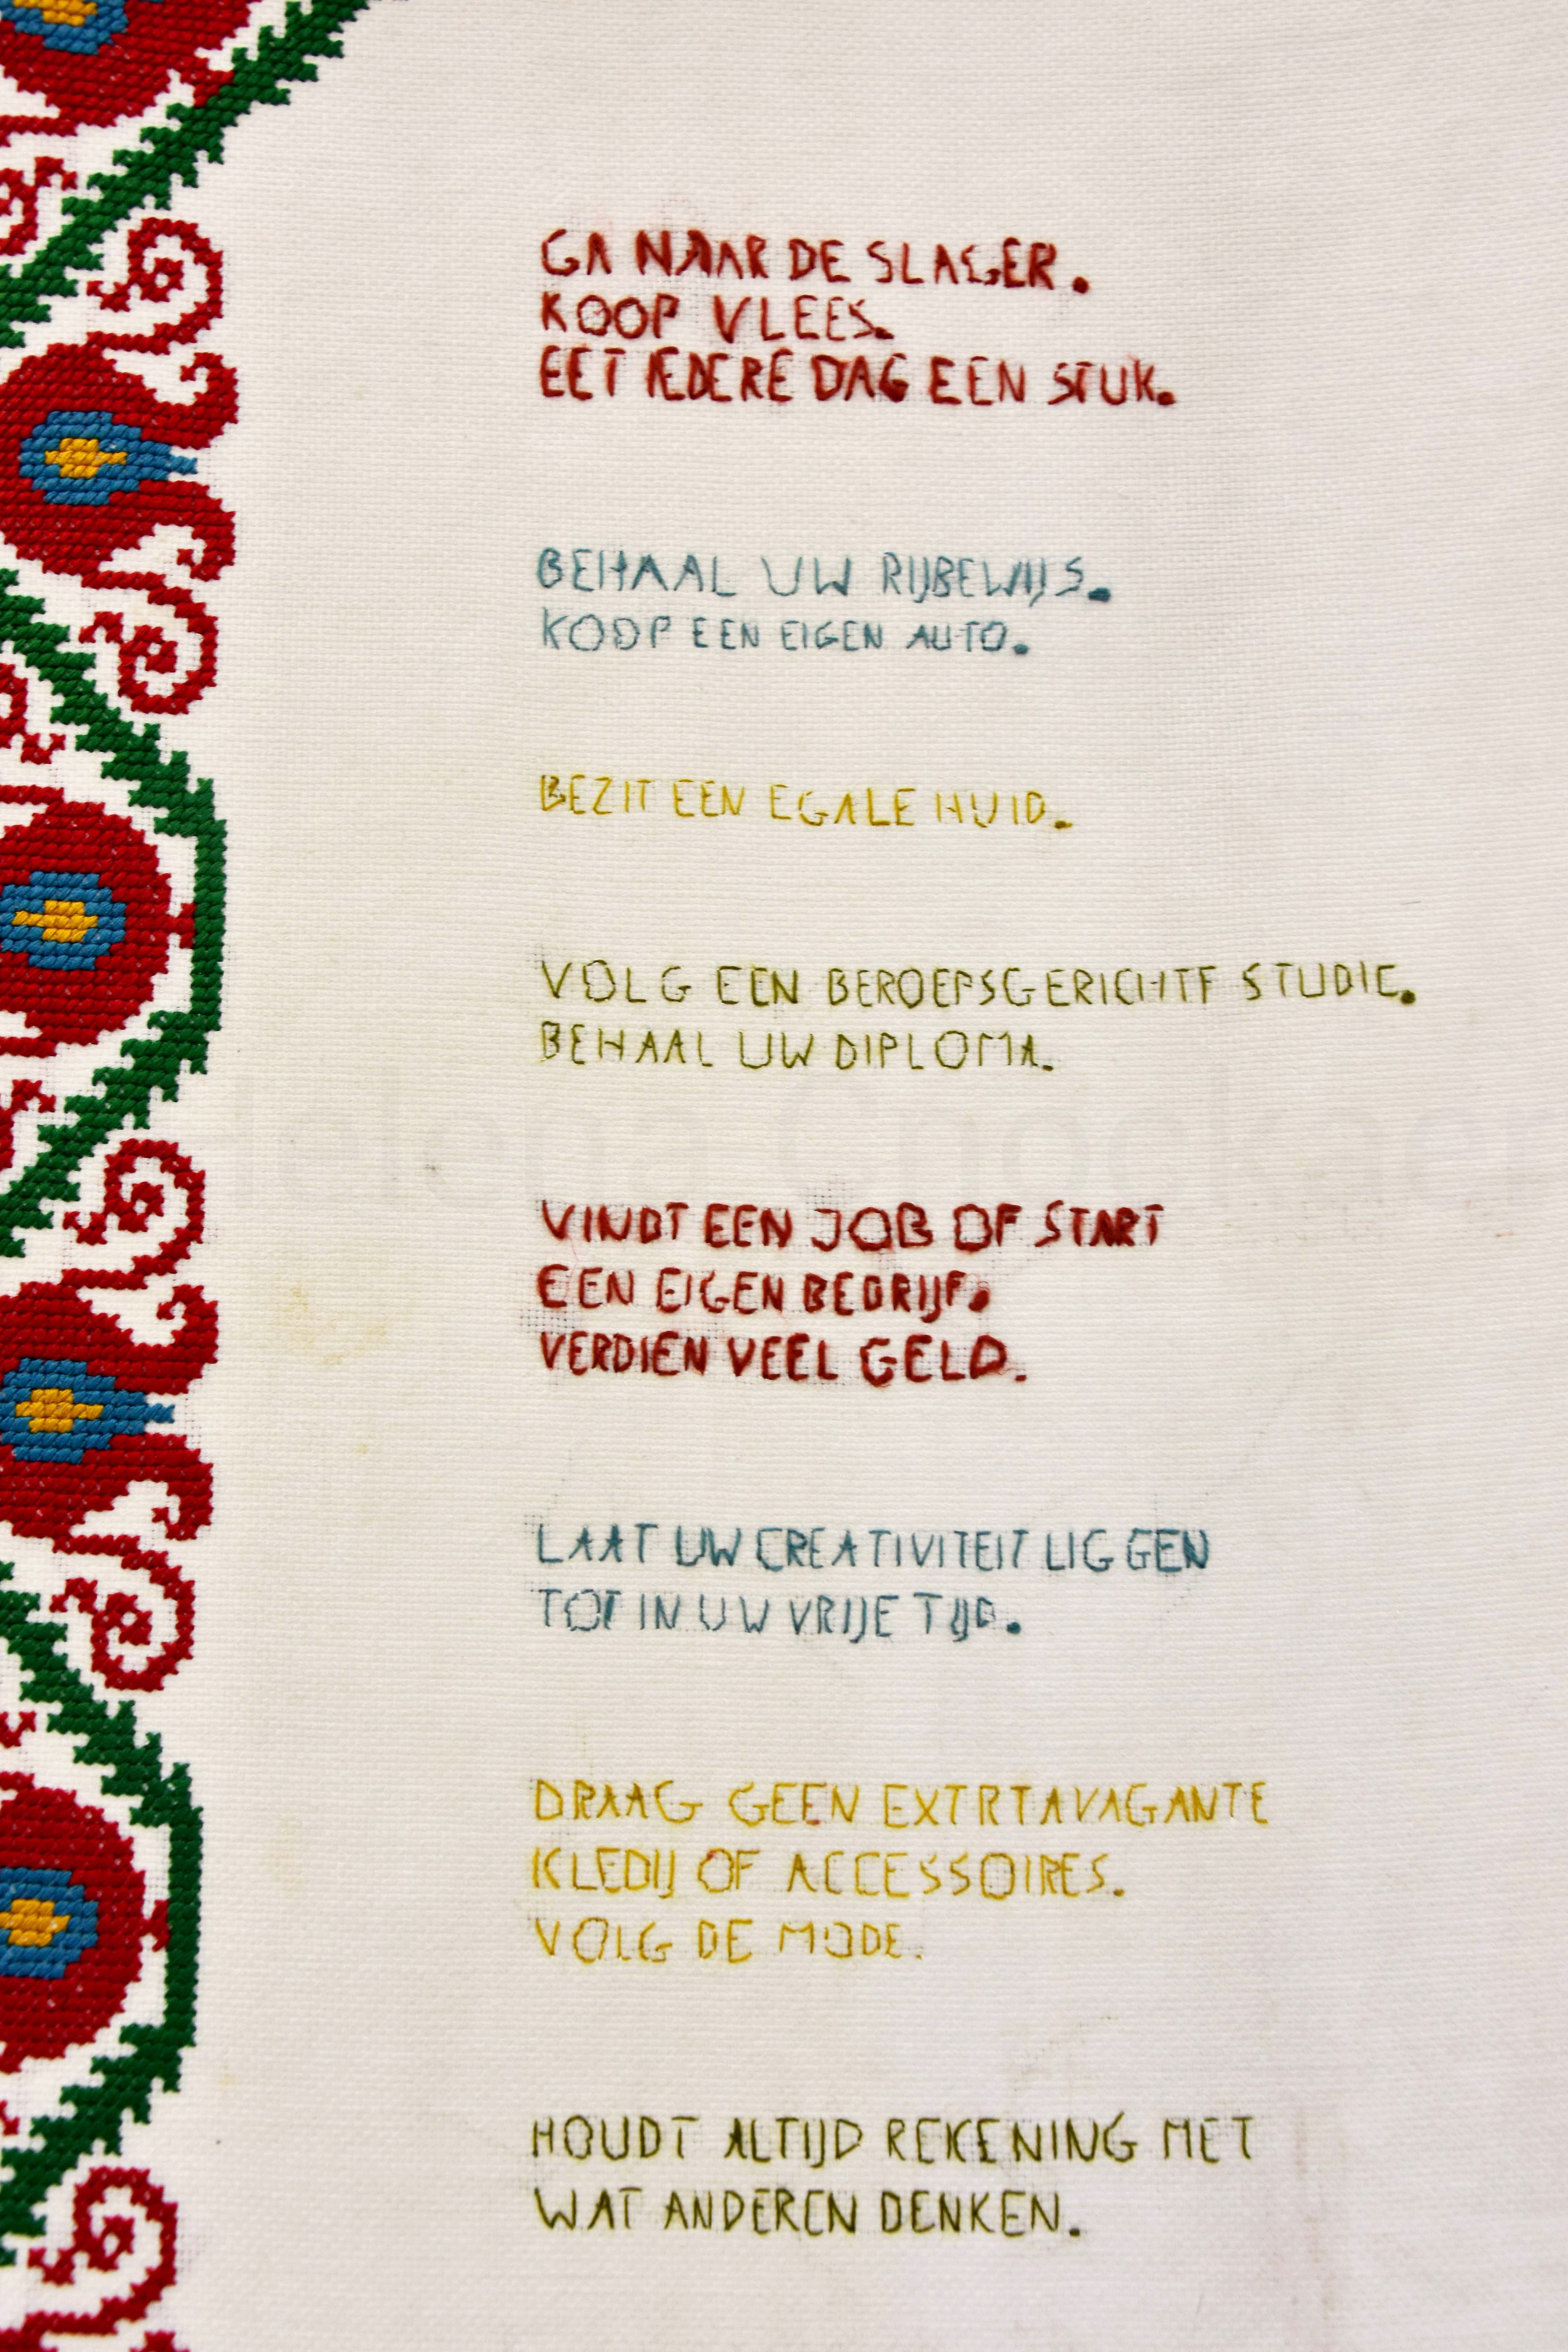 GA NAAR DE SLAGER.
KOOP VLEES.
EET IEDERE DAG EEN STUK.
BEHAAL UW RIJBEWIJS.
KOOP EEN EIGEN AUTO.
BEZIT EEN EGALE HUID.
VOLG EEN BEROEPSGERICHTE STUDIE.
BEHAAL UW DIPLOMA.
VINDT EEN JOB OF START
EEN EIGEN BEDRIJF.
VERDIEN VEEL GELD.
LAAT UW CREATIVITEIT LIGGEN
TOT IN UW VRIJE TIJD.
DRAAG GEEN EXTRTAVAGANTE
KLEDIJ OF ACCESSOIRES.
VOLG DE MODE.
HOUDT ALTIJD REKENING MET
WAT ANDEREN DENKEN.